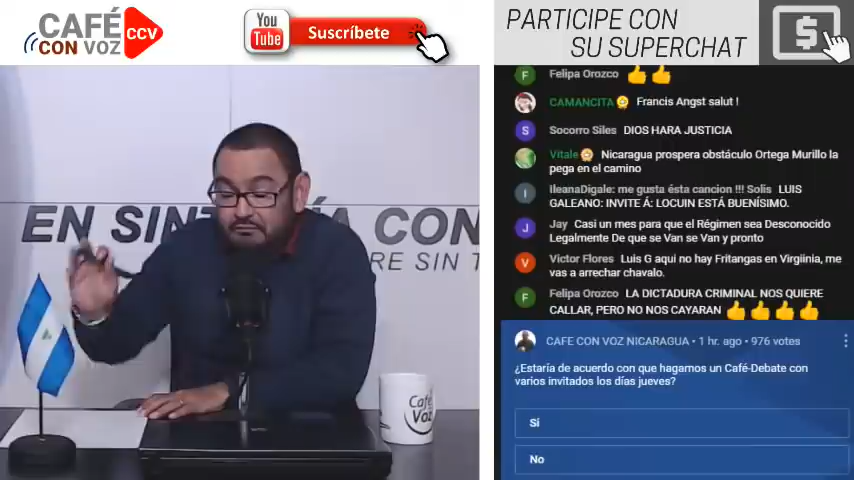 CAFÉ
CON VOZ
CCV
You
Tube
Suscríbete
PARTICIPE CON
SU SUPERCHAT
$
EN SIN ÍA CON
RE SIN T
Café
Voz
F Felipa Orozco 👍👍
CAMANCITA Francis Angst salut !
S Socorro Siles DIOS HARA JUSTICIA
Vitale Nicaragua prospera obstáculo Ortega Murillo la
pega en el camino
I IleanaDigale: me gusta ésta cancion !!! Solis LUIS
GALEANO: INVITE Á: LOCUIN ESTÁ BUENÍSIMO.
J Jay Casi un mes para que el Régimen sea Desconocido
Legalmente De que se Van se Van y pronto
V Victor Flores Luis G aqui no hay Fritangas en Virgiinia, me
vas a arrechar chavalo.
F Felipa Orozco LA DICTADURA CRIMINAL NOS QUIERE
CALLAR, PERO NO NOS CAYARAN 👍👍👍👍
CAFE CON VOZ NICARAGUA • 1 hr. ago • 976 votes
¿Estaría de acuerdo con que hagamos un Café-Debate con
varios invitados los días jueves?
Sí
No